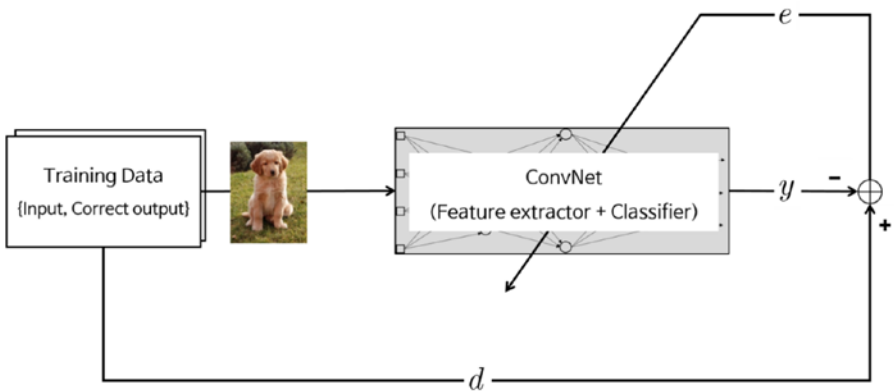 e
Training Data
{Input, Correct output}
ConvNet
(Feature extractor + Classifier)
y
−
+
d